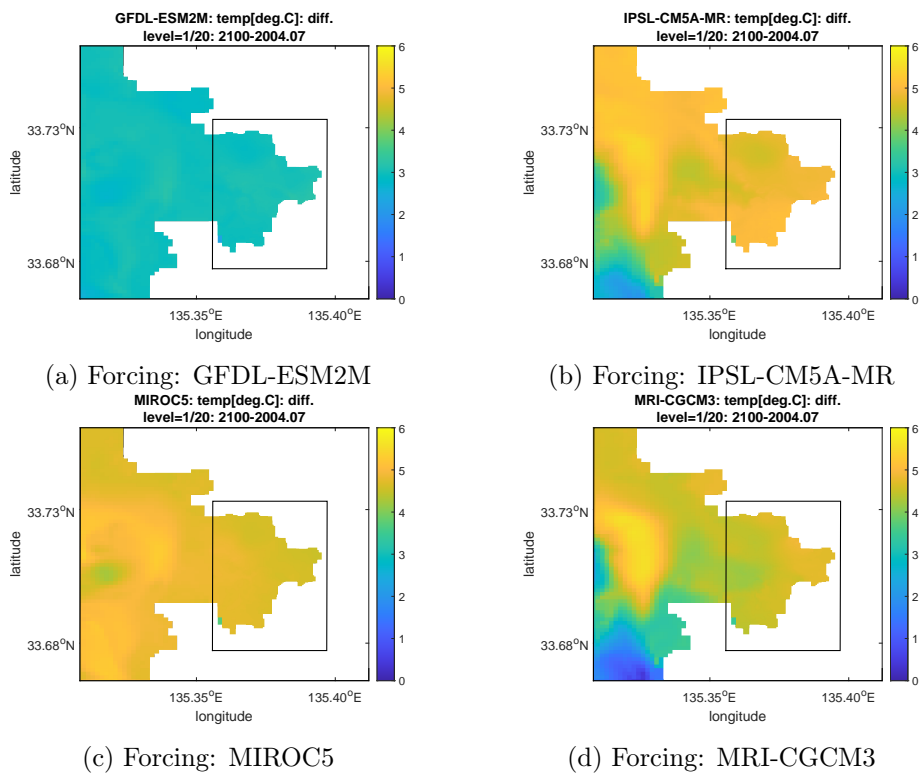 GFDL-ESM2M: temp[deg.C]: diff.
level=1/20: 2100-2004.07
6
5
4
3
2
1
0
33.73°N
33.68°N
latitude
135.35°E
135.40°E
longitude
(a) Forcing: GFDL-ESM2M
IPSL-CM5A-MR: temp[deg.C]: diff.
level=1/20: 2100-2004.07
6
5
4
3
2
1
0
33.73°N
33.68°N
latitude
135.35°E
135.40°E
longitude
(b) Forcing: IPSL-CM5A-MR
MIROC5: temp[deg.C]: diff.
level=1/20: 2100-2004.07
6
5
4
3
2
1
0
33.73°N
33.68°N
latitude
135.35°E
135.40°E
longitude
(c) Forcing: MIROC5
MRI-CGCM3: temp[deg.C]: diff.
level=1/20: 2100-2004.07
6
5
4
3
2
1
0
33.73°N
33.68°N
latitude
135.35°E
135.40°E
longitude
(d) Forcing: MRI-CGCM3